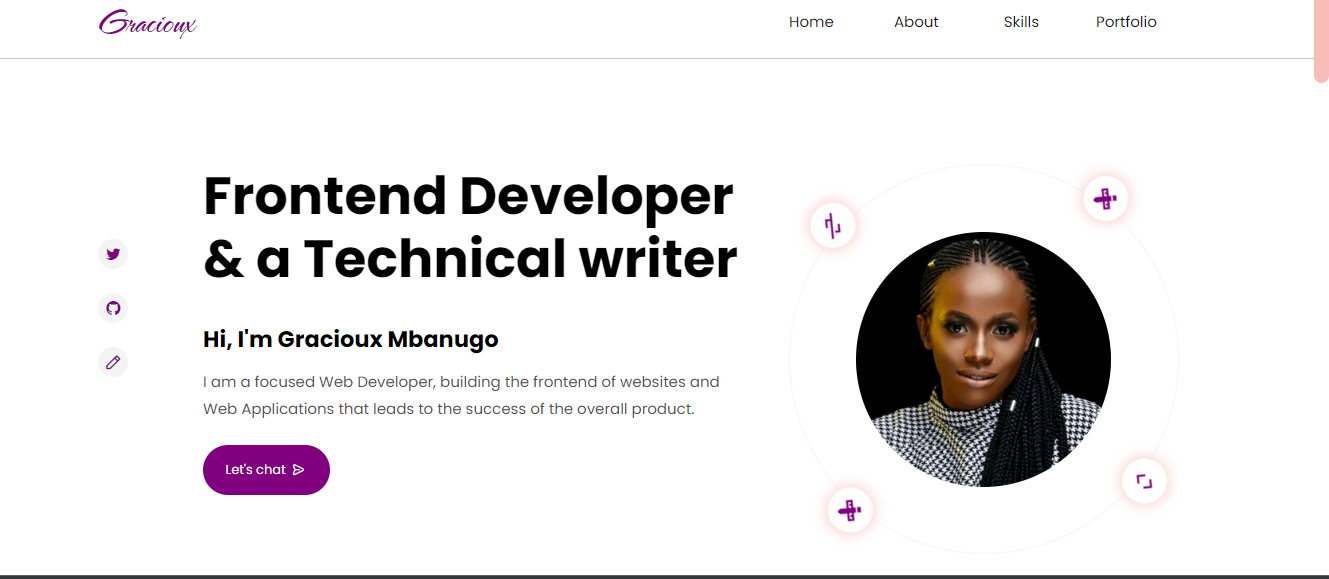 Gracioux
Home About Skills Portfolio
Frontend Developer
& a Technical writer
Hi, I'm Gracioux Mbanugo
I am a focused Web Developer, building the frontend of websites and
Web Applications that leads to the success of the overall product.
Let's chat